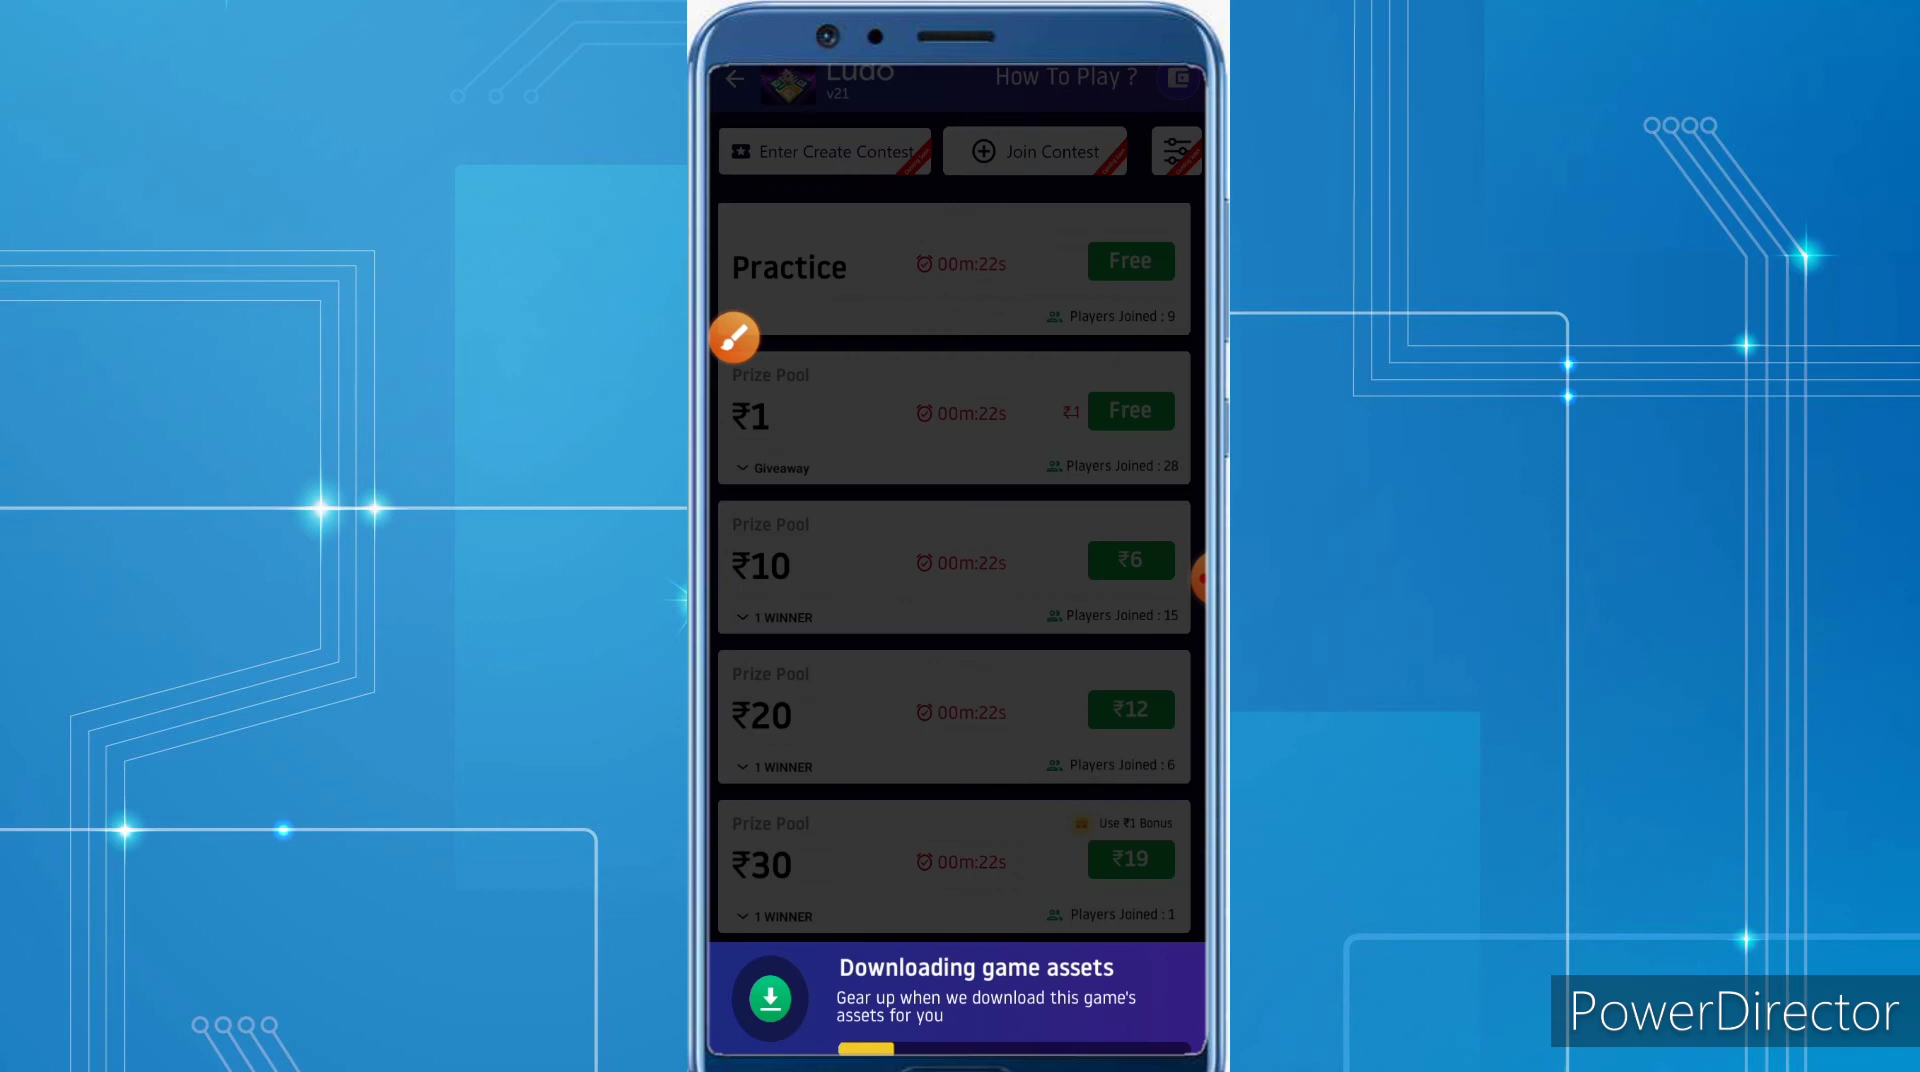 Ludo
How To Play ?
v21
Enter Create Contest
Join Contest
Practice
00m:22s
Free
Players Joined : 9
Prize Pool
₹1
00m:22s
₹1
Free
Giveaway
Players Joined : 28
Prize Pool
₹10
00m:22s
₹6
1 WINNER
Players Joined : 15
Prize Pool
₹20
00m:22s
₹12
1 WINNER
Players Joined : 6
Prize Pool
Use ₹1 Bonus
₹30
00m:22s
₹19
1 WINNER
Players Joined : 1
Downloading game assets
Gear up when we download this game's
assets for you
PowerDirector